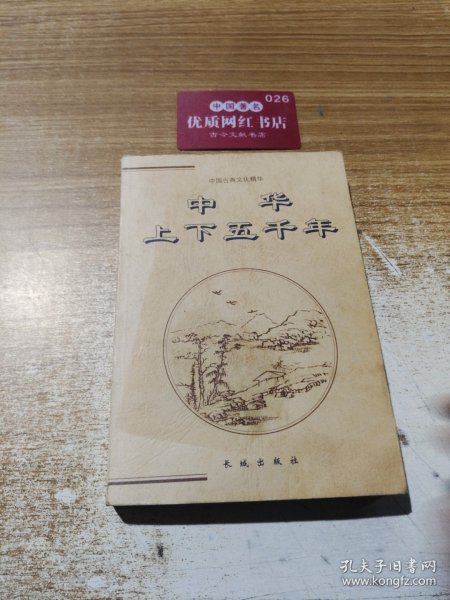 026
中国著名
优质网红书店
古今文献书店
中国古典文化精华
中 华
上下五千年
长城出版社
孔夫子旧书网
www.kongfz.com